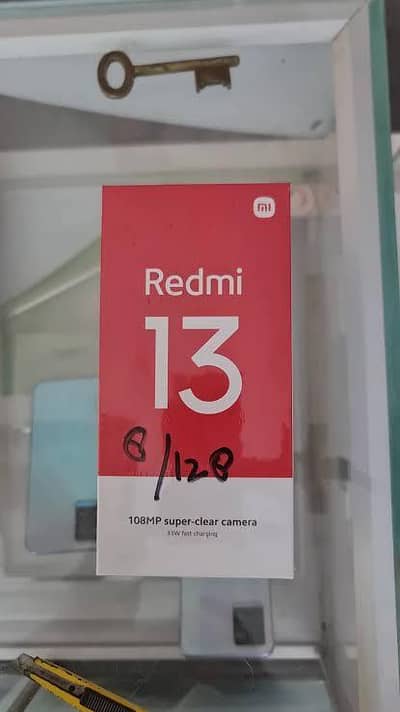 mi
Redmi
13
8/128
108MP super-clear camera
33W fast charging